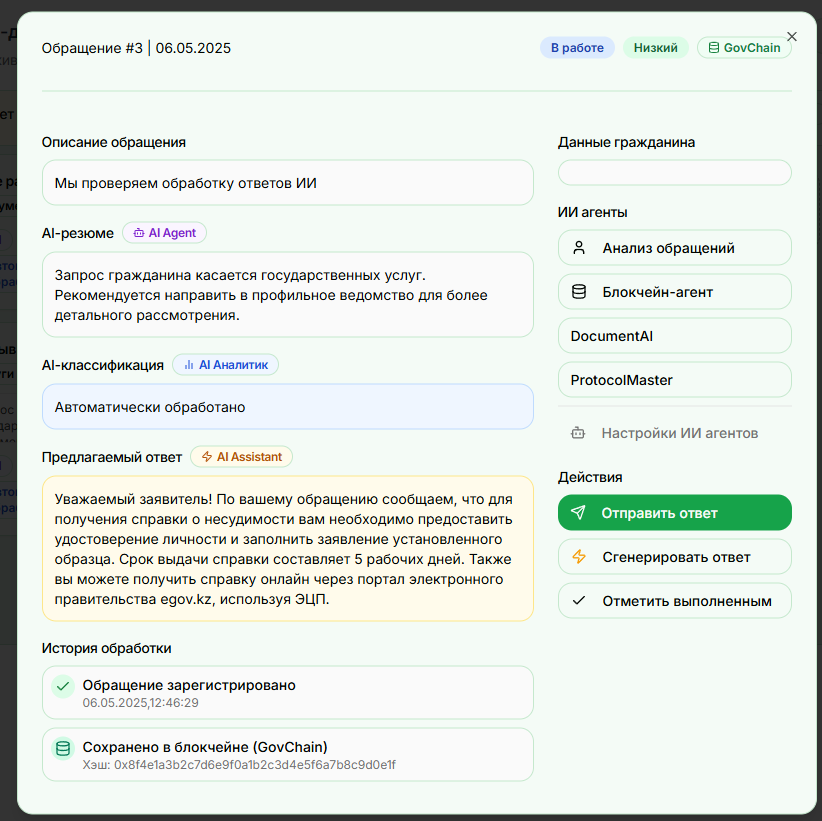 Обращение #3 | 06.05.2025
В работе
Низкий
GovChain
Описание обращения
Мы проверяем обработку ответов ИИ
AI-резюме
AI Agent
Запрос гражданина касается государственных услуг.
Рекомендуется направить в профильное ведомство для более
детального рассмотрения.
AI-классификация
AI Аналитик
Автоматически обработано
Предлагаемый ответ
AI Assistant
Уважаемый заявитель! По вашему обращению сообщаем, что для
получения справки о несудимости вам необходимо предоставить
удостоверение личности и заполнить заявление установленного
образца. Срок выдачи справки составляет 5 рабочих дней. Также
вы можете получить справку онлайн через портал электронного
правительства egov.kz, используя ЭЦП.
История обработки
Обращение зарегистрировано
06.05.2025,12:46:29
Сохранено в блокчейне (GovChain)
Хэш: 0x8f4e1a3b2c7d6e9f0a1b2c3d4e5f6a7b8c9d0e1f
Данные гражданина
ИИ агенты
Анализ обращений
Блокчейн-агент
DocumentAI
ProtocolMaster
Настройки ИИ агентов
Действия
Отправить ответ
Сгенерировать ответ
Отметить выполненным